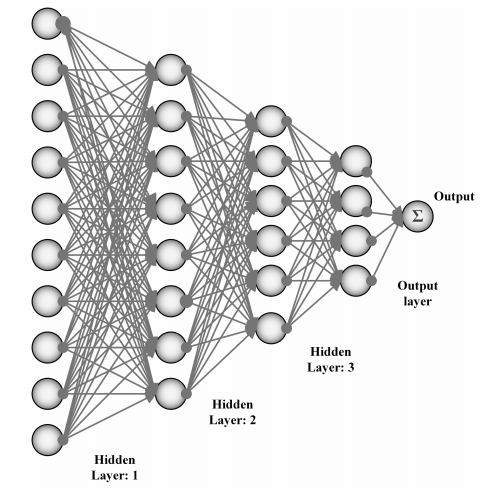 Σ
Output
Output
layer
Hidden
Layer: 3
Hidden
Layer: 2
Hidden
Layer: 1